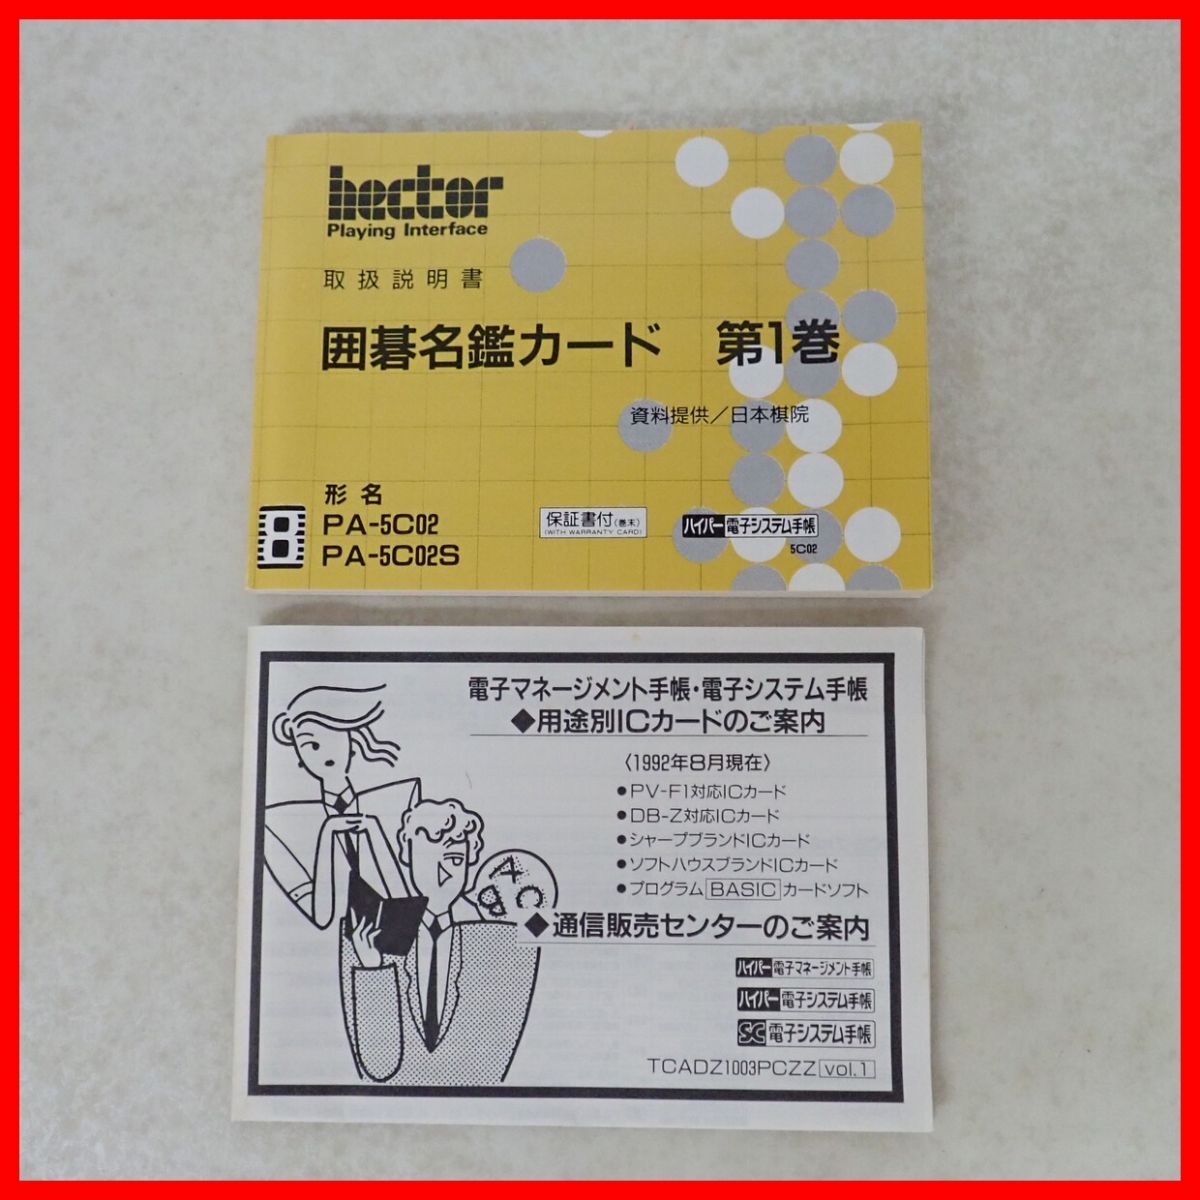 hector
Playing Interface
取扱説明書
囲碁名鑑カード 第1巻
資料提供/日本棋院
形名
PA-5C02
PA-5C02S
保証書付(巻末)
(WITH WARRANTY CARD)
ハイパー電子システム手帳
5C02
電子マネージメント手帳・電子システム手帳
◆用途別ICカードのご案内
〈1992年8月現在〉
●PV-F1対応ICカード
●DB-Z対応ICカード
●シャープブランドICカード
●ソフトハウスブランドICカード
●プログラムBASICカードソフト
◆通信販売センターのご案内
ハイパー電子マネージメント手帳
ハイパー電子システム手帳
SC電子システム手帳
TCADZ1003PCZZ vol.1
A
C
B